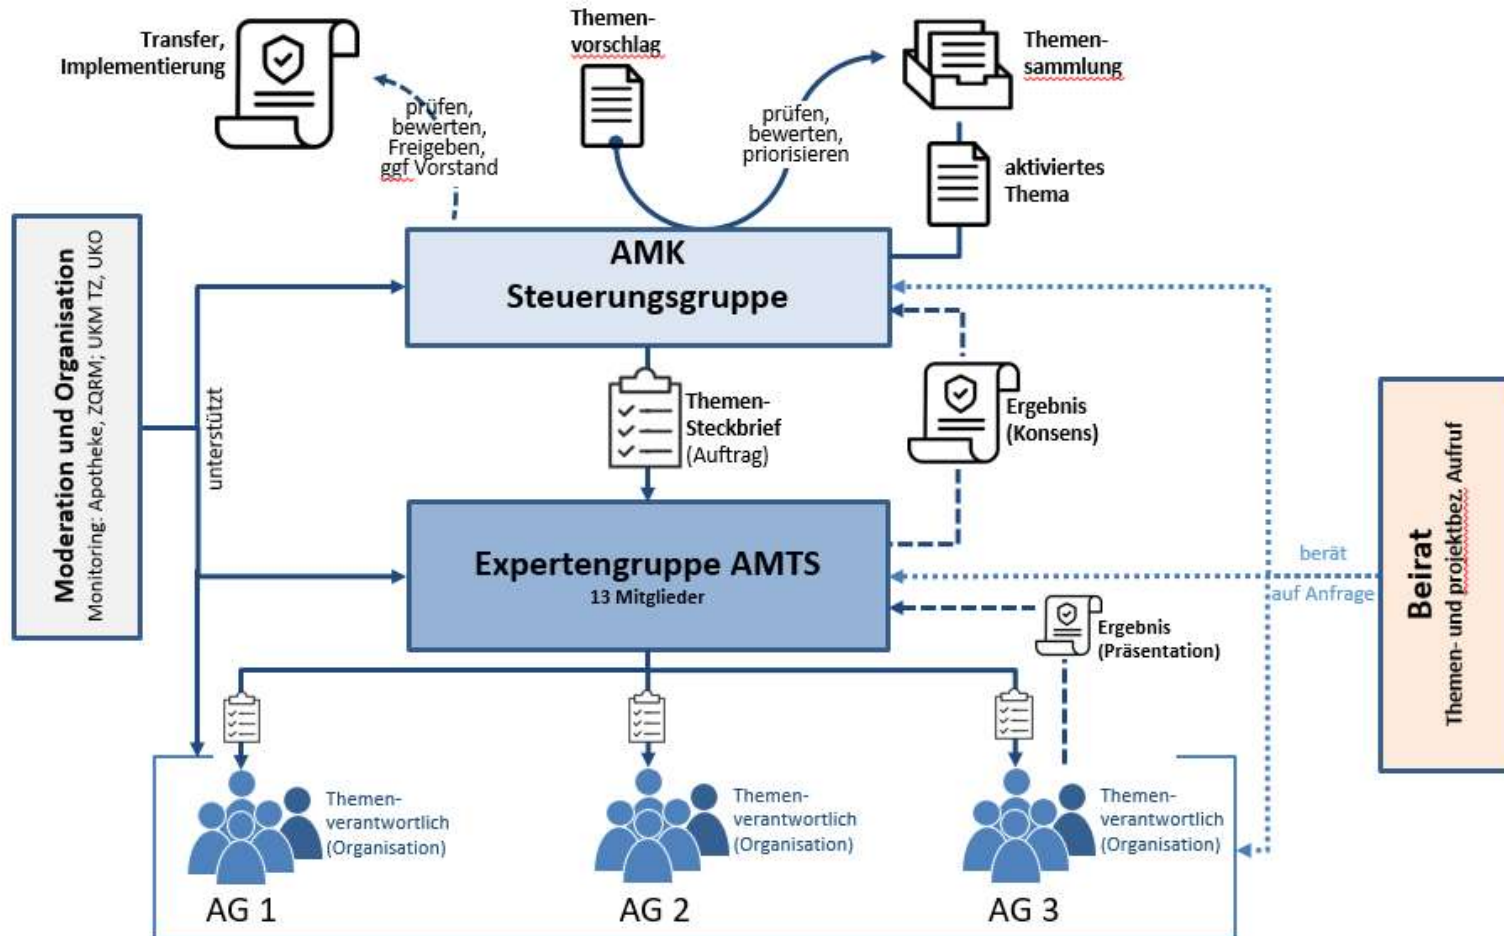 Transfer,
Implementierung
prüfen,
bewerten,
Freigeben,
ggf Vorstand
Themen-
vorschlag
prüfen,
bewerten,
priorisieren
Themen-
sammlung
aktiviertes
Thema
Moderation und Organisation
Monitoring: Apotheke, ZQRM; UKM TZ, UKO
unterstützt
AMK
Steuerungsgruppe
Themen-
Steckbrief
(Auftrag)
Ergebnis
(Konsens)
Expertengruppe AMTS
13 Mitglieder
berät
auf Anfrage
Beirat
Themen- und projektbez. Aufruf
Ergebnis
(Präsentation)
Themen-
verantwortlich
(Organisation)
AG 1
Themen-
verantwortlich
(Organisation)
AG 2
Themen-
verantwortlich
(Organisation)
AG 3